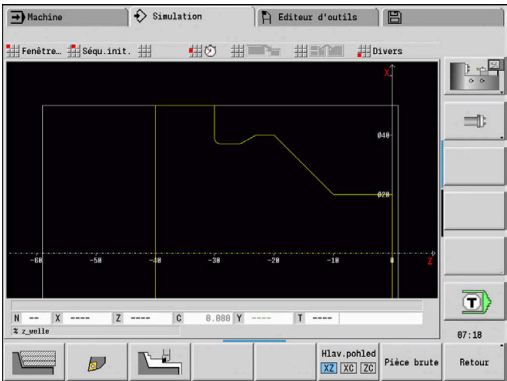 Machine Simulation Editeur d'outils
Fenêtre… Séqu.init. Divers
X
ø40
ø20
-60 -50 -40 -30 -20 -10 0 Z
N -- X ---- Z ---- C 0.000 Y ---- T ----
% z_welle
T
07:18
Hlav.pohled
XZ XC ZC
Pièce brute
Retour